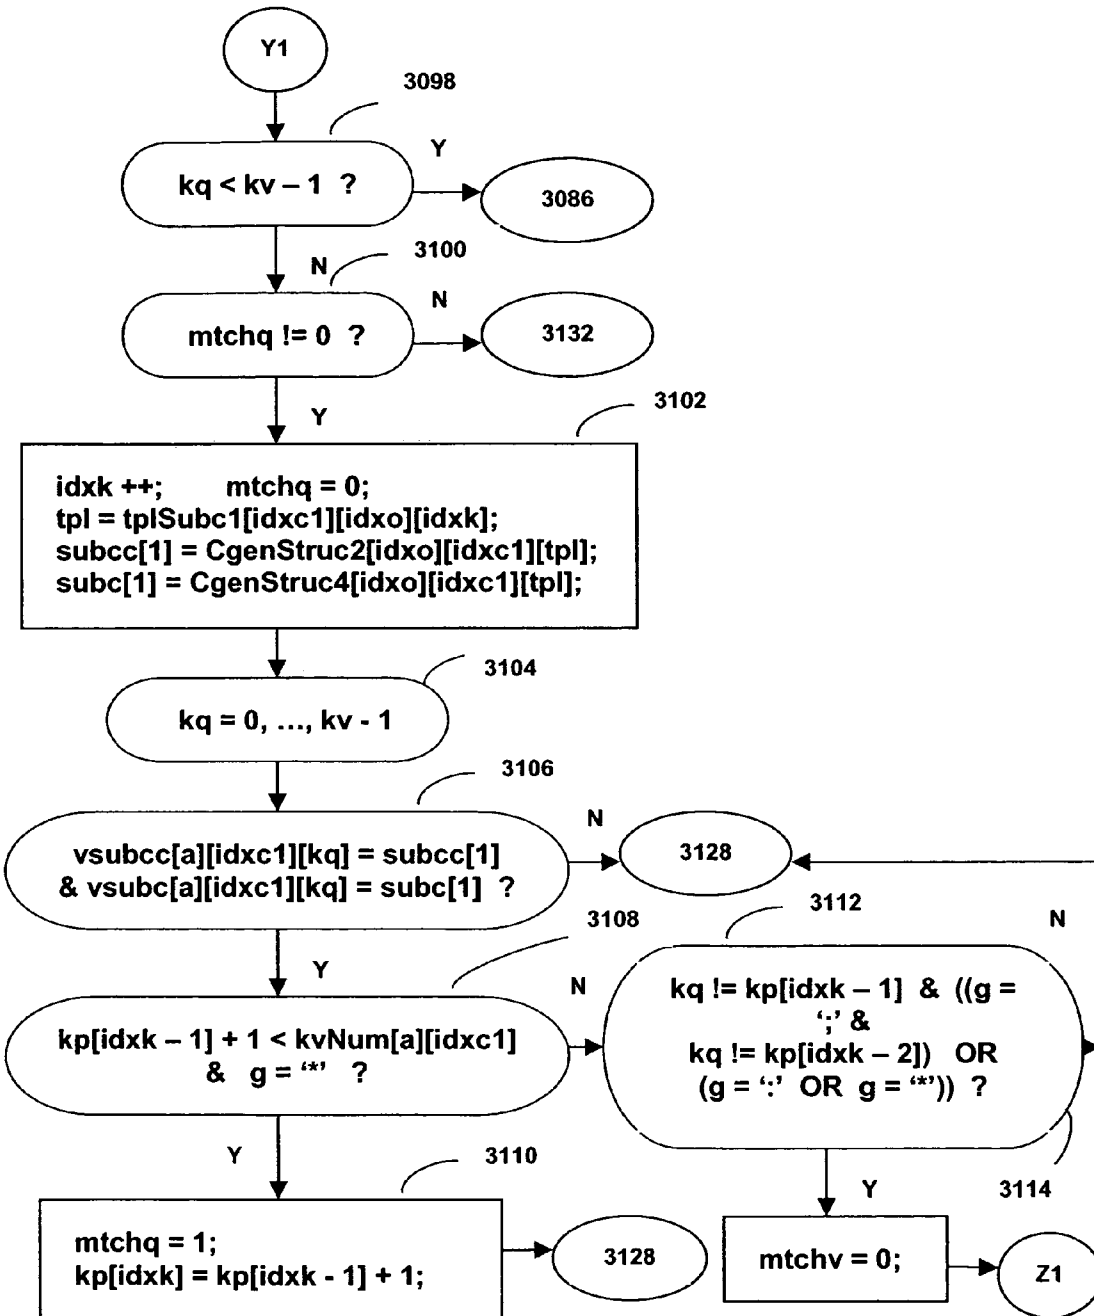 Y1
3098
kq < kv – 1 ?
Y
3086
N
3100
mtchq != 0 ?
N
3132
Y
3102
idxk ++; mtchq = 0;
tpl = tplSubc1[idxc1][idxo][idxk];
subcc[1] = CgenStruc2[idxo][idxc1][tpl];
subc[1] = CgenStruc4[idxo][idxc1][tpl];
3104
kq = 0, ..., kv - 1
3106
vsubcc[a][idxc1][kq] = subcc[1]
& vsubc[a][idxc1][kq] = subc[1] ?
N
3128
Y
3108
kp[idxk – 1] + 1 < kvNum[a][idxc1]
& g = ‘*’ ?
N
3112
N
kq != kp[idxk – 1] & ((g =
‘;’ &
kq != kp[idxk – 2]) OR
(g = ‘:’ OR g = ‘*’)) ?
Y
3110
mtchq = 1;
kp[idxk] = kp[idxk - 1] + 1;
3128
Y
3114
mtchv = 0;
Z1